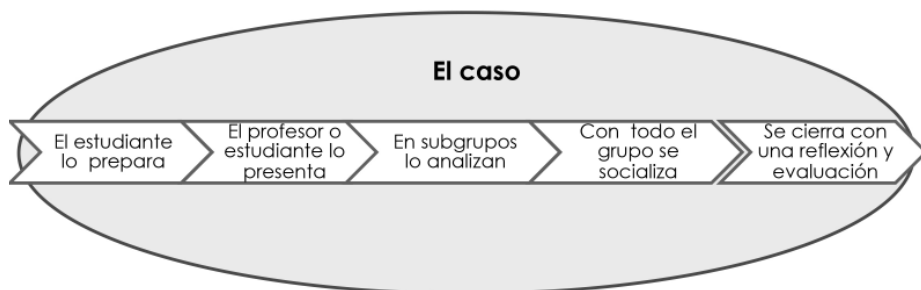 El caso
El estudiante
lo prepara
El profesor o
estudiante lo
presenta
En subgrupos
lo analizan
Con todo el
grupo se
socializa
Se cierra con
una reflexión y
evaluación